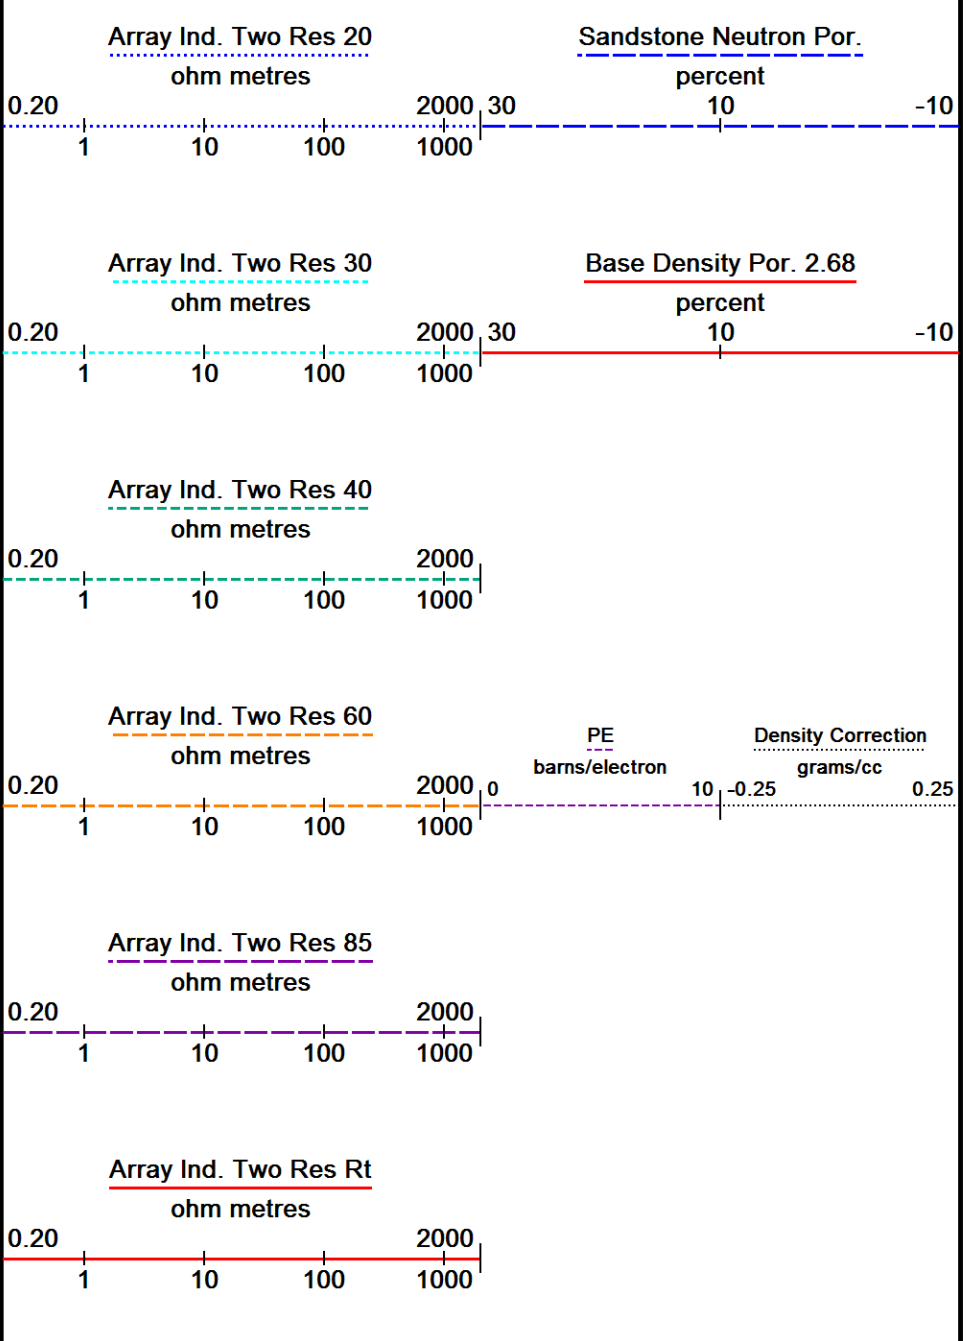 Array Ind. Two Res 20
ohm metres
0.20 2000
1 10 100 1000
Sandstone Neutron Por.
percent
30 10 -10
Array Ind. Two Res 30
ohm metres
0.20 2000
1 10 100 1000
Base Density Por. 2.68
percent
30 10 -10
Array Ind. Two Res 40
ohm metres
0.20 2000
1 10 100 1000
Array Ind. Two Res 60
ohm metres
0.20 2000
1 10 100 1000
PE
barns/electron
0 10
Density Correction
grams/cc
-0.25 0.25
Array Ind. Two Res 85
ohm metres
0.20 2000
1 10 100 1000
Array Ind. Two Res Rt
ohm metres
0.20 2000
1 10 100 1000